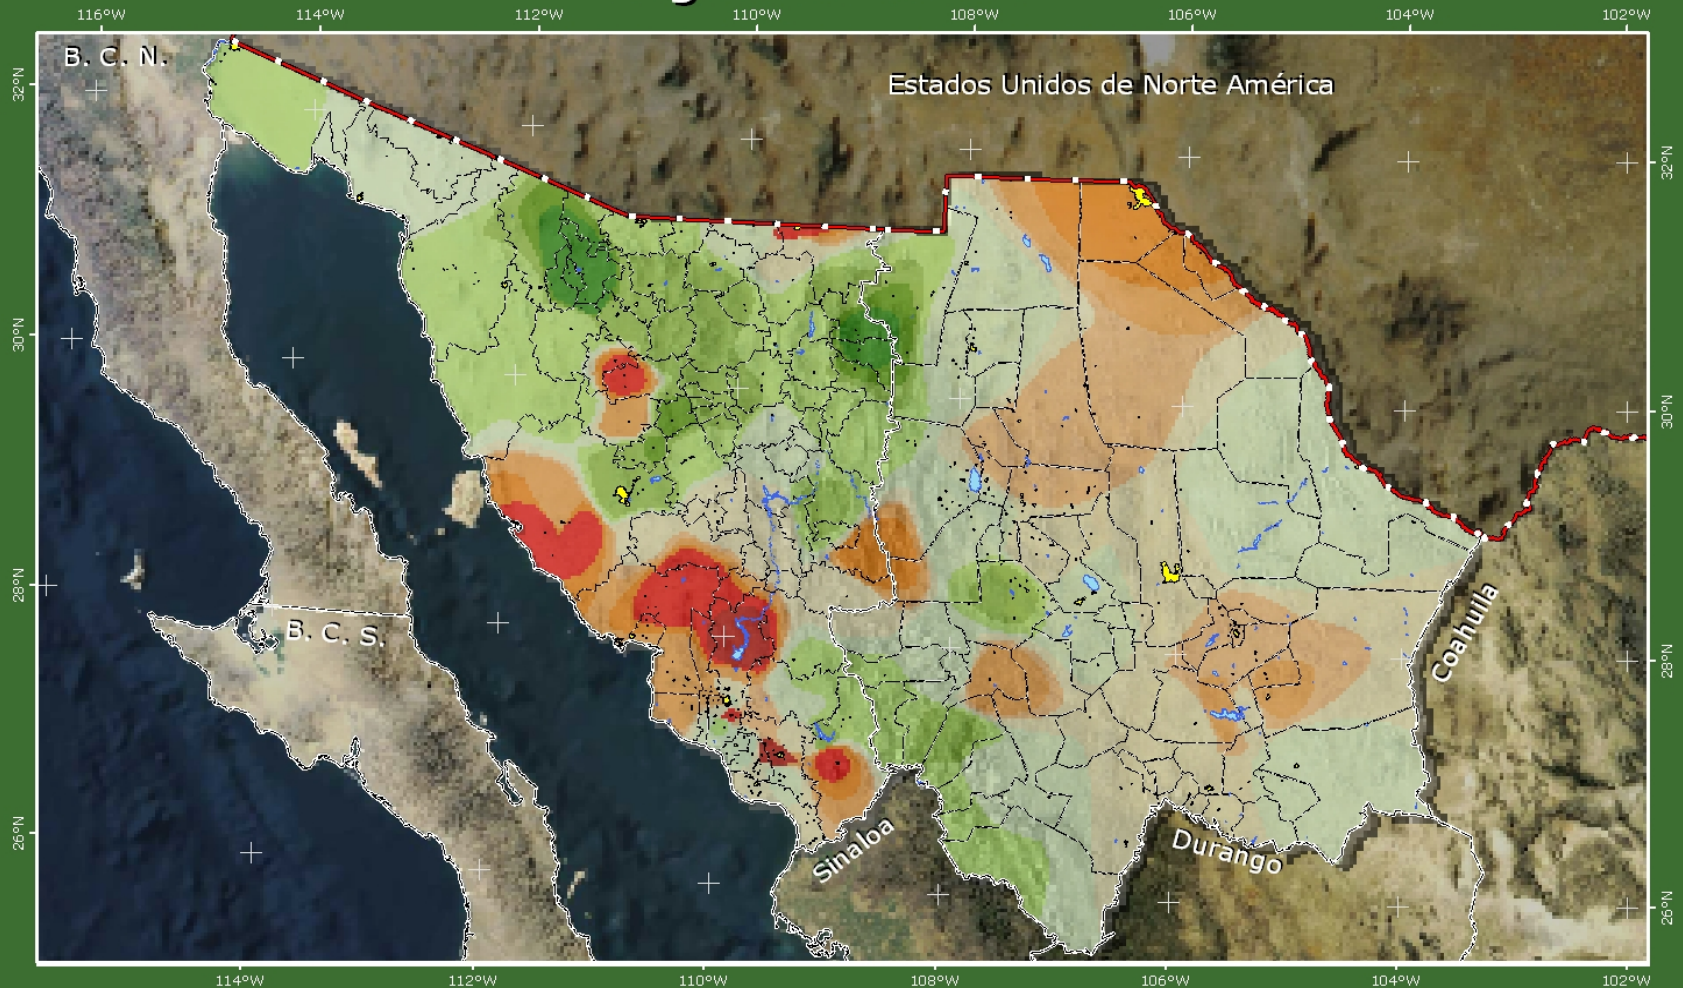 116°W 114°W 112°W 110°W 108°W 106°W 104°W 102°W
B. C. N.
Estados Unidos de Norte América
32°N
32°N
30°N
30°N
28°N
28°N
26°N
26°N
B. C. S.
Coahuila
Sinaloa
Durango
114°W 112°W 110°W 108°W 106°W 104°W 102°W